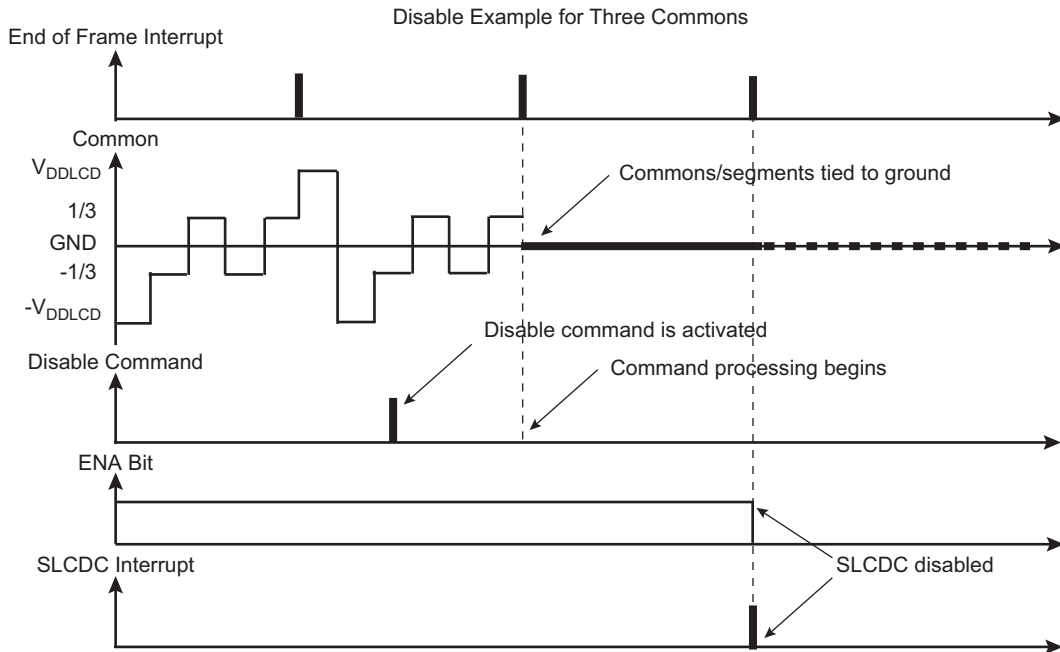 Disable Example for Three Commons
End of Frame Interrupt
Common
VDDLCD
Commons/segments tied to ground
1/3
GND
-1/3
-VDDLCD
Disable command is activated
Disable Command
Command processing begins
ENA Bit
SLCDC Interrupt
SLCDC disabled